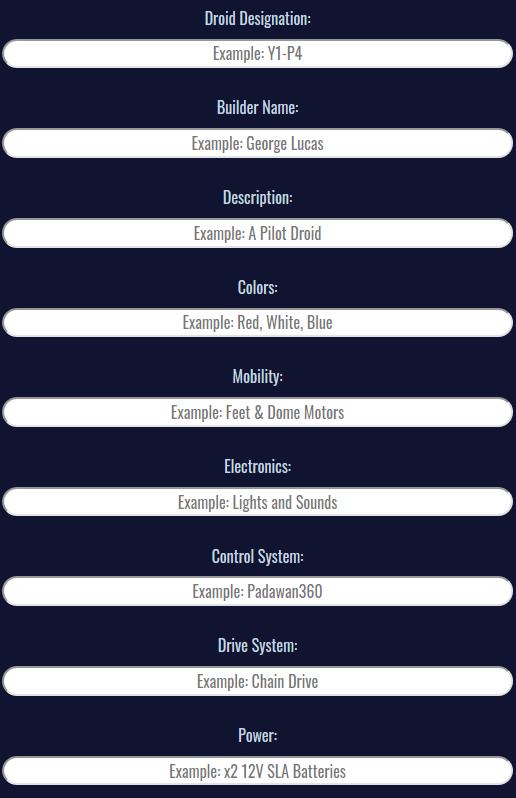 Droid Designation:
Example: Y1-P4
Builder Name:
Example: George Lucas
Description:
Example: A Pilot Droid
Colors:
Example: Red, White, Blue
Mobility:
Example: Feet & Dome Motors
Electronics:
Example: Lights and Sounds
Control System:
Example: Padawan360
Drive System:
Example: Chain Drive
Power:
Example: x2 12V SLA Batteries